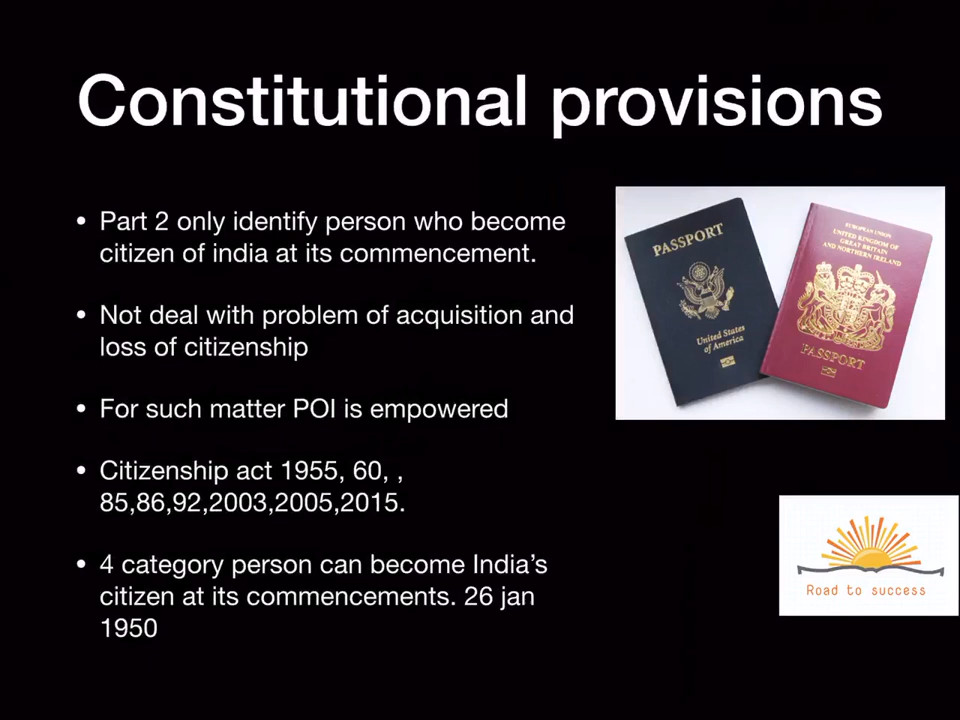 Constitutional provisions
• Part 2 only identify person who become
citizen of india at its commencement.
• Not deal with problem of acquisition and
loss of citizenship
• For such matter POI is empowered
• Citizenship act 1955, 60, ,
85,86,92,2003,2005,2015.
• 4 category person can become India’s
citizen at its commencements. 26 jan
1950
PASSPORT
United States
of America
EUROPEAN UNION
UNITED KINGDOM OF
GREAT BRITAIN
AND NORTHERN IRELAND
PASSPORT
Road to success